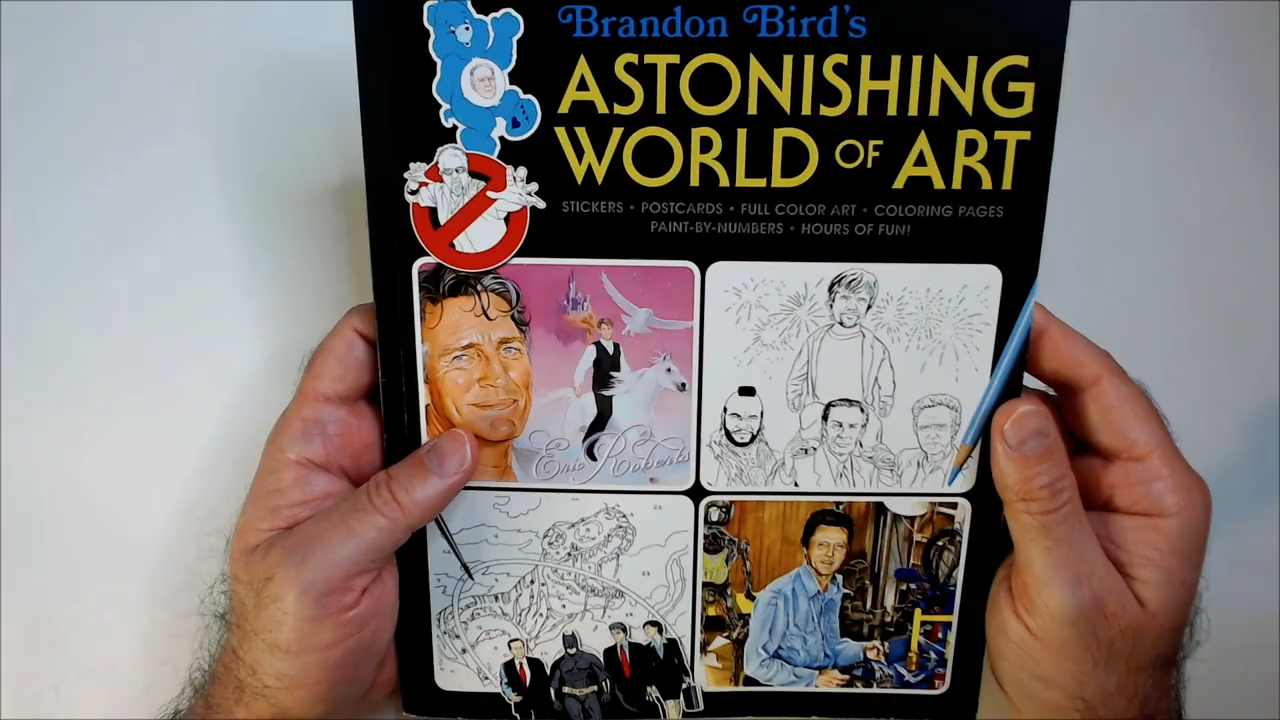 Brandon Bird's
ASTONISHING
WORLD OF ART
STICKERS • POSTCARDS • FULL COLOR ART • COLORING PAGES
PAINT-BY-NUMBERS • HOURS OF FUN!
Eric Roberts